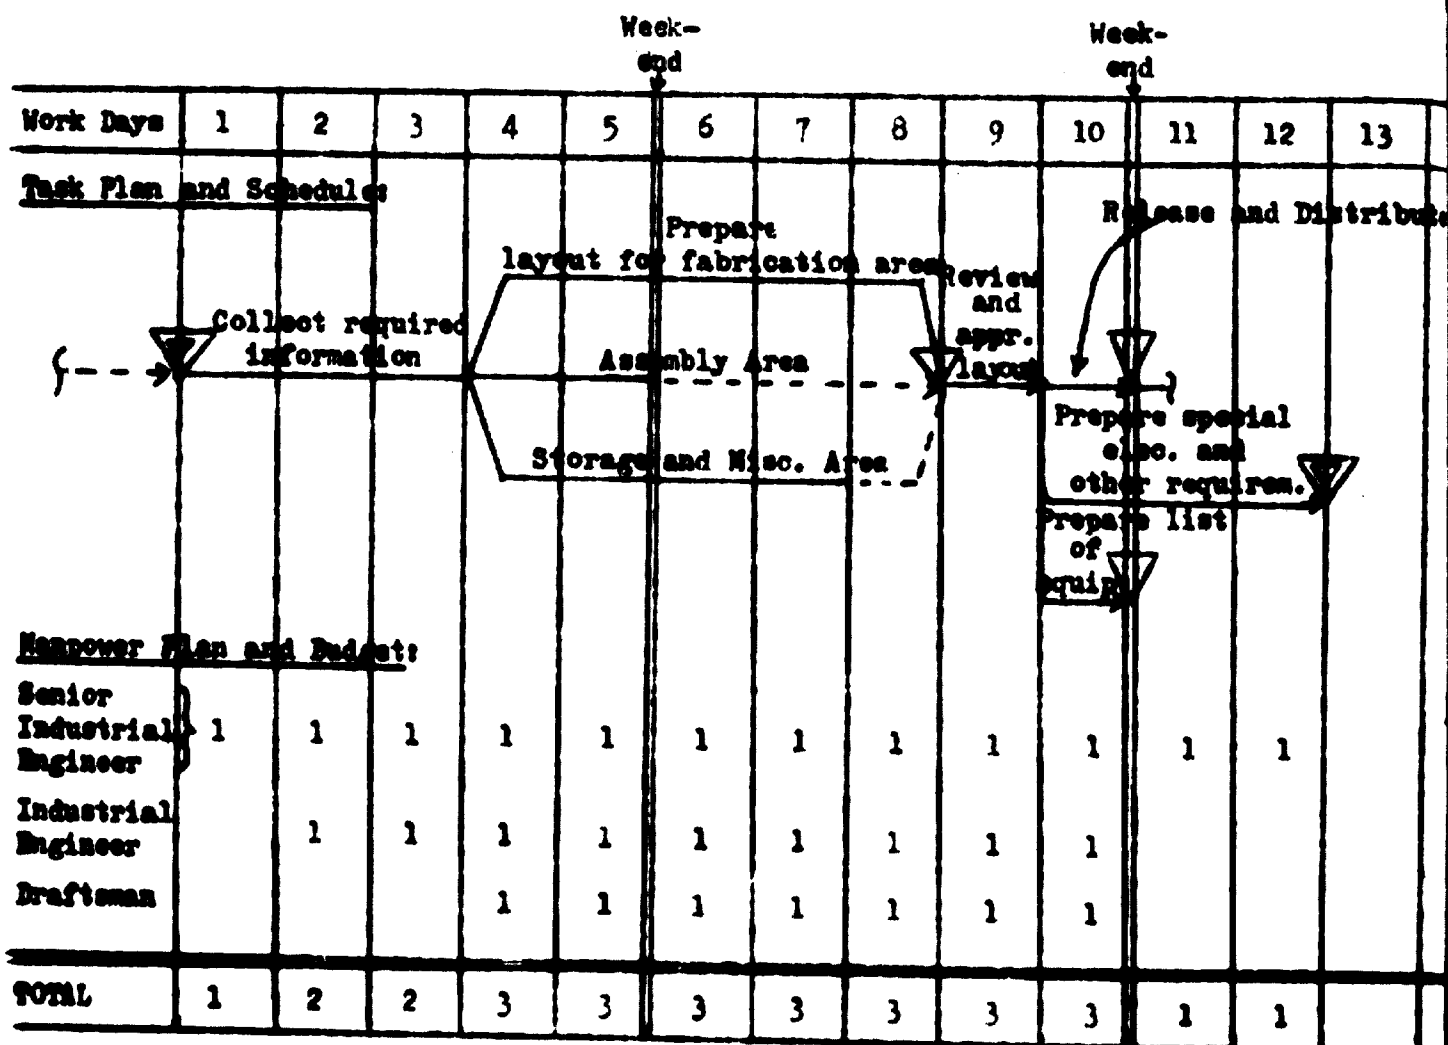 Week-
end
Week-
end
Work Days 1 2 3 4 5 6 7 8 9 10 11 12 13
Task Plan and Schedule:
Release and Distribute
Prepare
layout for fabrication area
Review
and
appr.
layout
Collect required
information
Assembly Area
Storage and Misc. Area
Prepare special
elec. and
other requirem.
Prepare list
of
equip
Manpower Plan and Budget:
Senior
Industrial
Engineer
1 1 1 1 1 1 1 1 1 1 1 1
Industrial
Engineer
1 1 1 1 1 1 1 1 1
Draftsman 1 1 1 1 1 1 1
TOTAL 1 2 2 3 3 3 3 3 3 3 1 1